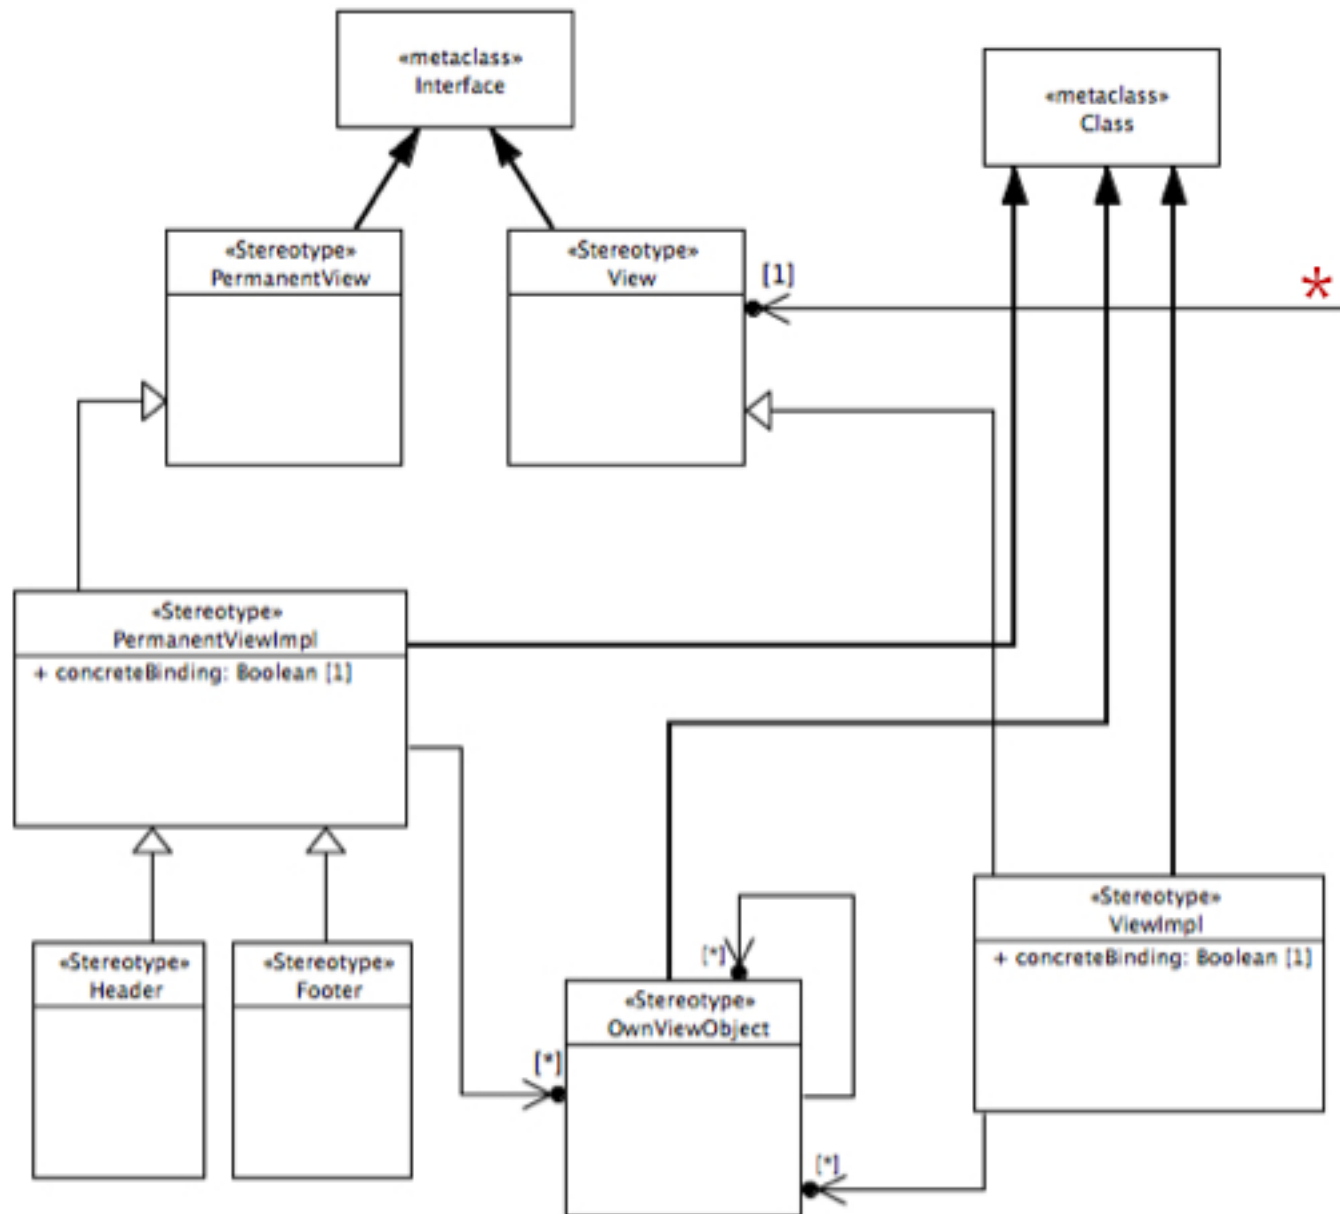 «metaclass»
Interface
«metaclass»
Class
«Stereotype»
PermanentView
«Stereotype»
View
[1]
*
«Stereotype»
PermanentViewImpl
+ concreteBinding: Boolean [1]
«Stereotype»
ViewImpl
+ concreteBinding: Boolean [1]
«Stereotype»
Header
«Stereotype»
Footer
[*]
«Stereotype»
OwnViewObject
[*]
[*]